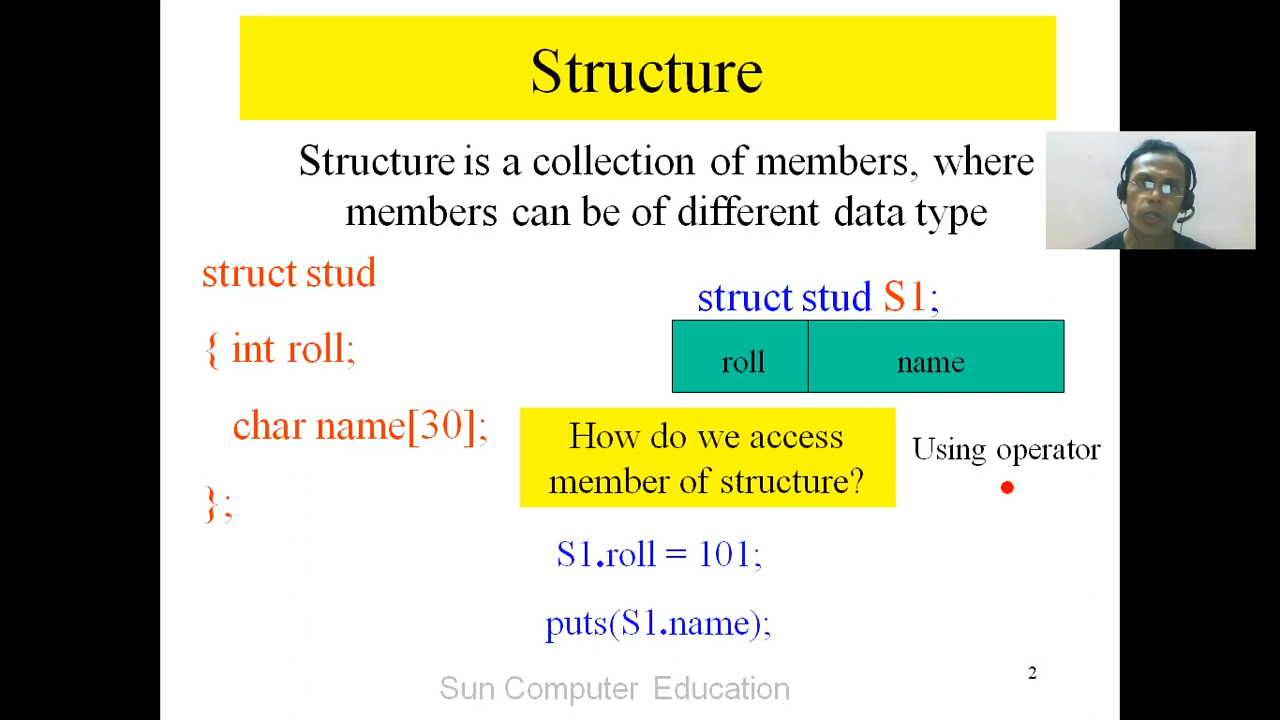 Structure
Structure is a collection of members, where
members can be of different data type
struct stud
{ int roll;
char name[30];
};
struct stud S1;
roll name
How do we access
member of structure?
Using operator
.
S1.roll = 101;
puts(S1.name);
Sun Computer Education
2